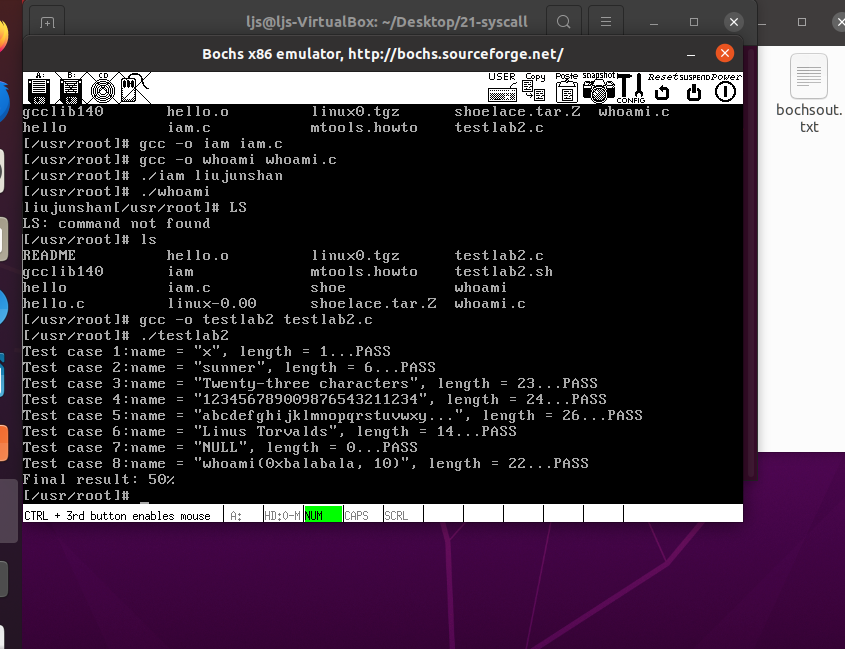 ljs@ljs-VirtualBox: ~/Desktop/21-syscall
Bochs x86 emulator, http://bochs.sourceforge.net/
A: B: CD USER Copy Paste snapshot CONFIG Reset SUSPEND Power
gcclib140 hello.o linux0.tgz shoelace.tar.Z whoami.c
hello iam.c mtools.howto testlab2.c
[/usr/root]# gcc -o iam iam.c
[/usr/root]# gcc -o whoami whoami.c
[/usr/root]# ./iam liujunshan
[/usr/root]# ./whoami
liujunshan[/usr/root]# LS
LS: command not found
[/usr/root]# ls
README hello.o linux0.tgz testlab2.c
gcclib140 iam mtools.howto testlab2.sh
hello iam.c shoe whoami
hello.c linux-0.00 shoelace.tar.Z whoami.c
[/usr/root]# gcc -o testlab2 testlab2.c
[/usr/root]# ./testlab2
Test case 1:name = "x", length = 1...PASS
Test case 2:name = "sunner", length = 6...PASS
Test case 3:name = "Twenty-three characters", length = 23...PASS
Test case 4:name = "123456789009876543211234", length = 24...PASS
Test case 5:name = "abcdefghijklmnopqrstuvwxy...", length = 26...PASS
Test case 6:name = "Linus Torvalds", length = 14...PASS
Test case 7:name = "NULL", length = 0...PASS
Test case 8:name = "whoami(0xbalabala, 10)", length = 22...PASS
Final result: 50%
[/usr/root]#
CTRL + 3rd button enables mouse A: HD:0-M NUM CAPS SCRL
bochsout.
txt